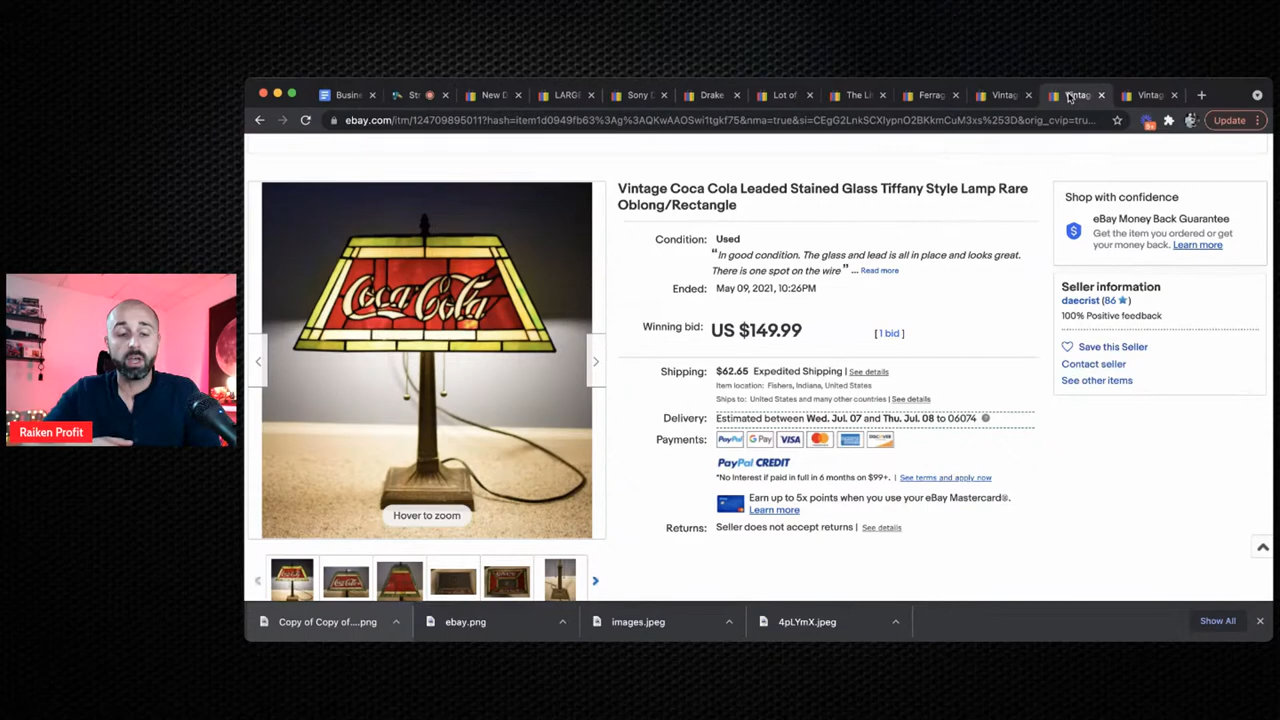 Busine
Str
New D
LARGE
Sony D
Drake
Lot of
The Li
Ferrag
Vintag
Vintag
Vintag
ebay.com/itm/124709895011?hash=item1d0949fb63%3Ag%3AQKwAAOSwi1tgkf75&nma=true&si=CEgG2LnkSCXIypnO2BKkmCuM3xs%253D&orig_cvip=tru...
Update
Vintage Coca Cola Leaded Stained Glass Tiffany Style Lamp Rare
Oblong/Rectangle
Condition: Used
"In good condition. The glass and lead is all in place and looks great.
There is one spot on the wire" ... Read more
Ended: May 09, 2021, 10:26PM
Winning bid: US $149.99 [ 1 bid ]
Shipping: $62.65 Expedited Shipping | See details
Item location: Fishers, Indiana, United States
Ships to: United States and many other countries | See details
Delivery: Estimated between Wed. Jul. 07 and Thu. Jul. 08 to 06074
Payments: PayPal G Pay VISA
DISCOVER
PayPal CREDIT
*No Interest if paid in full in 6 months on $99+. | See terms and apply now
Earn up to 5x points when you use your eBay Mastercard®.
Learn more
Returns: Seller does not accept returns | See details
Shop with confidence
eBay Money Back Guarantee
Get the item you ordered or get
your money back. Learn more
Seller information
daecrist (86)
100% Positive feedback
Save this Seller
Contact seller
See other items
Coca Cola
Hover to zoom
Raiken Profit
Copy of Copy of....png
ebay.png
images.jpeg
4pLYmX.jpeg
Show All